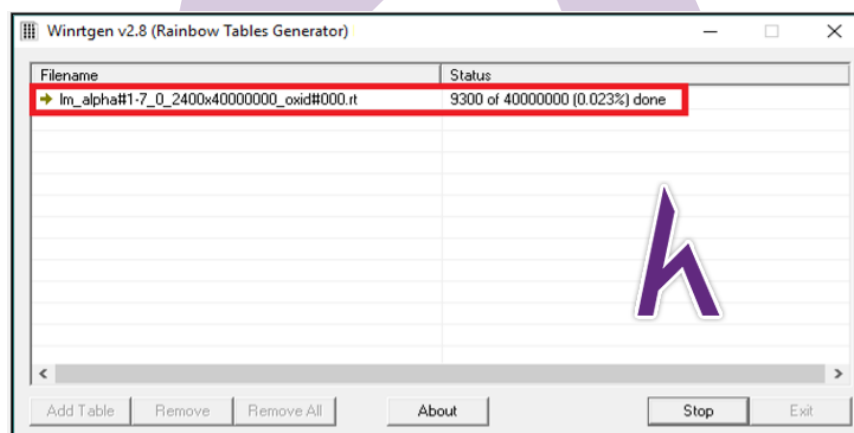 Winrtgen v2.8 (Rainbow Tables Generator)
Filename Status
lm_alpha#1-7_0_2400x40000000_oxid#000.rt 9300 of 40000000 (0.023%) done
Add Table Remove Remove All About Stop Exit